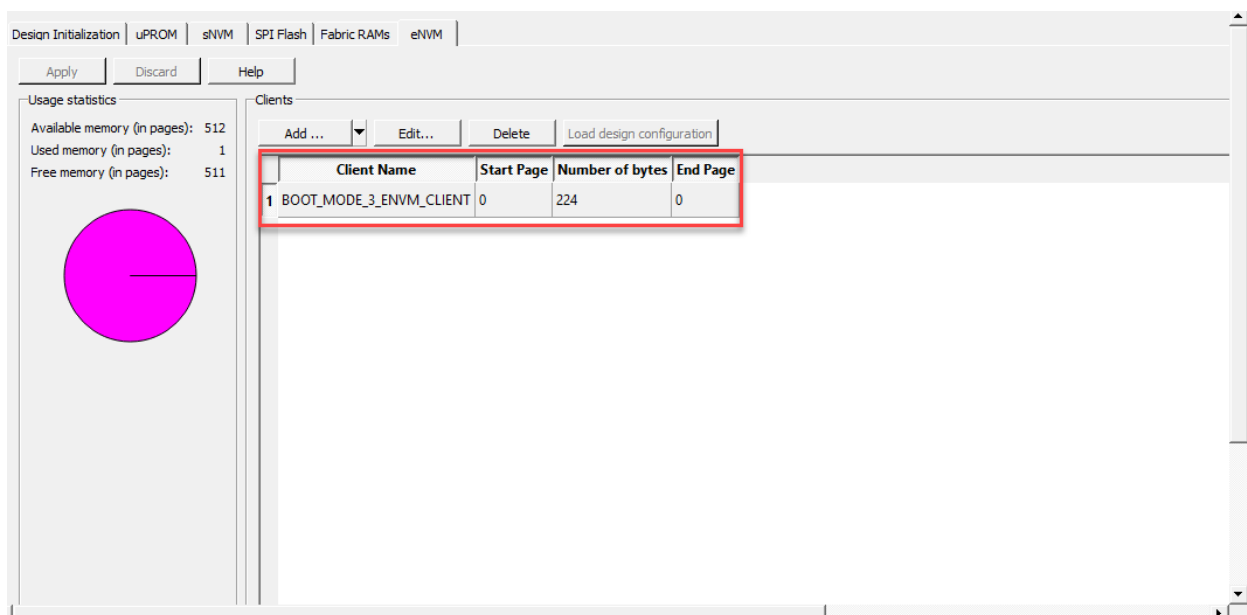 Design Initialization uPROM sNVM SPI Flash Fabric RAMs eNVM
Apply Discard Help
Usage statistics
Available memory (in pages): 512
Used memory (in pages): 1
Free memory (in pages): 511
Clients
Add ... Edit... Delete Load design configuration
Client Name Start Page Number of bytes End Page
1 BOOT_MODE_3_ENVM_CLIENT 0 224 0